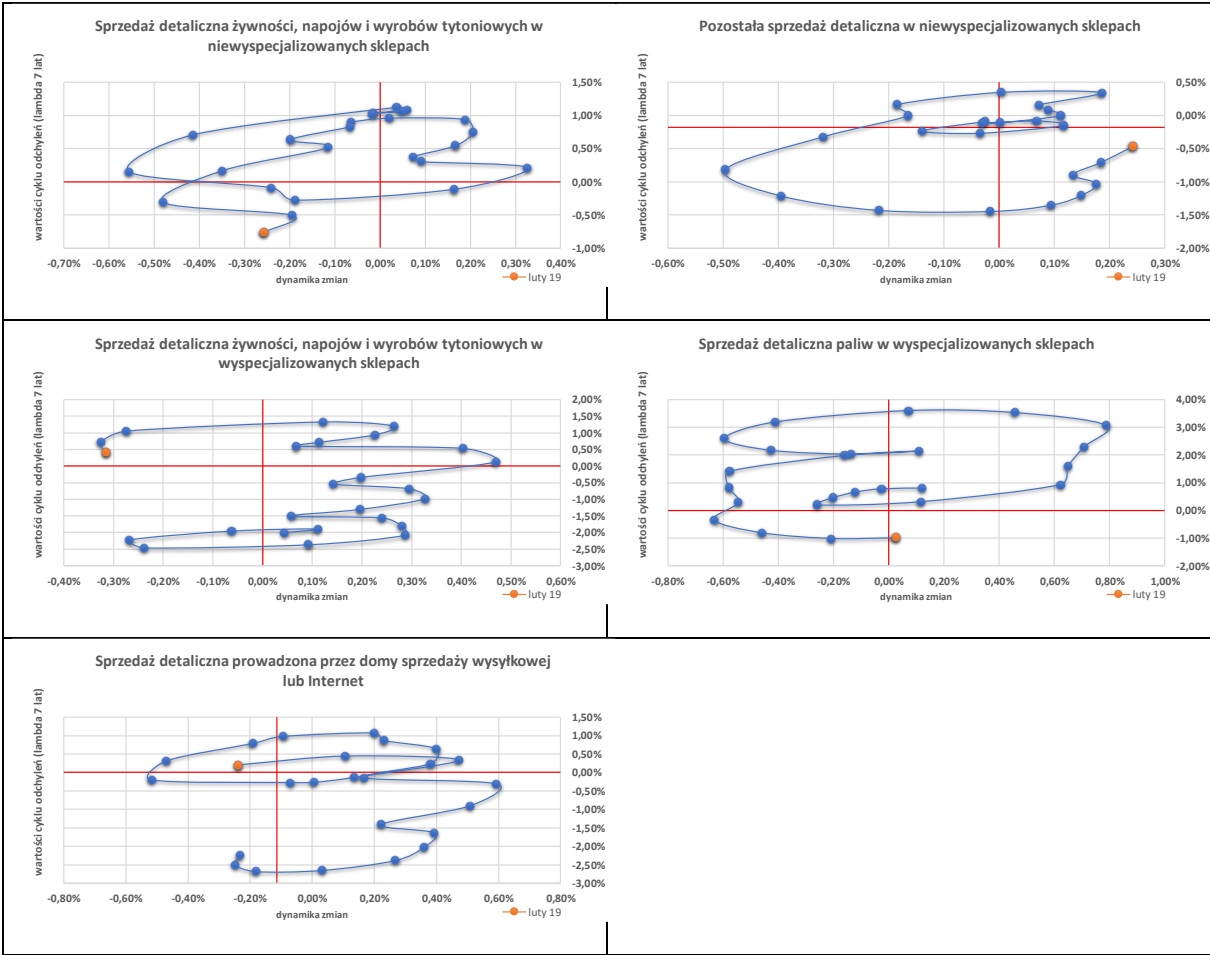 Sprzedaż detaliczna żywności, napojów i wyrobów tytoniowych w
niewyspecjalizowanych sklepach
wartości cyklu odchyleń (lambda 7 lat)
1,50%
1,00%
0,50%
0,00%
-0,50%
-1,00%
-0,70% -0,60% -0,50% -0,40% -0,30% -0,20% -0,10% 0,00% 0,10% 0,20% 0,30% 0,40%
dynamika zmian
luty 19
Pozostała sprzedaż detaliczna w niewyspecjalizowanych sklepach
wartości cyklu odchyleń (lambda 7 lat)
0,50%
0,00%
-0,50%
-1,00%
-1,50%
-2,00%
-0,60% -0,50% -0,40% -0,30% -0,20% -0,10% 0,00% 0,10% 0,20% 0,30%
dynamika zmian
luty 19
Sprzedaż detaliczna żywności, napojów i wyrobów tytoniowych w
wyspecjalizowanych sklepach
wartości cyklu odchyleń (lambda 7 lat)
2,00%
1,50%
1,00%
0,50%
0,00%
-0,50%
-1,00%
-1,50%
-2,00%
-2,50%
-3,00%
-0,40% -0,30% -0,20% -0,10% 0,00% 0,10% 0,20% 0,30% 0,40% 0,50% 0,60%
dynamika zmian
luty 19
Sprzedaż detaliczna paliw w wyspecjalizowanych sklepach
wartości cyklu odchyleń (lambda 7 lat)
4,00%
3,00%
2,00%
1,00%
0,00%
-1,00%
-2,00%
-0,80% -0,60% -0,40% -0,20% 0,00% 0,20% 0,40% 0,60% 0,80% 1,00%
dynamika zmian
luty 19
Sprzedaż detaliczna prowadzona przez domy sprzedaży wysyłkowej
lub Internet
wartości cyklu odchyleń (lambda 7 lat)
1,50%
1,00%
0,50%
0,00%
-0,50%
-1,00%
-1,50%
-2,00%
-2,50%
-3,00%
-0,80% -0,60% -0,40% -0,20% 0,00% 0,20% 0,40% 0,60% 0,80%
dynamika zmian
luty 19